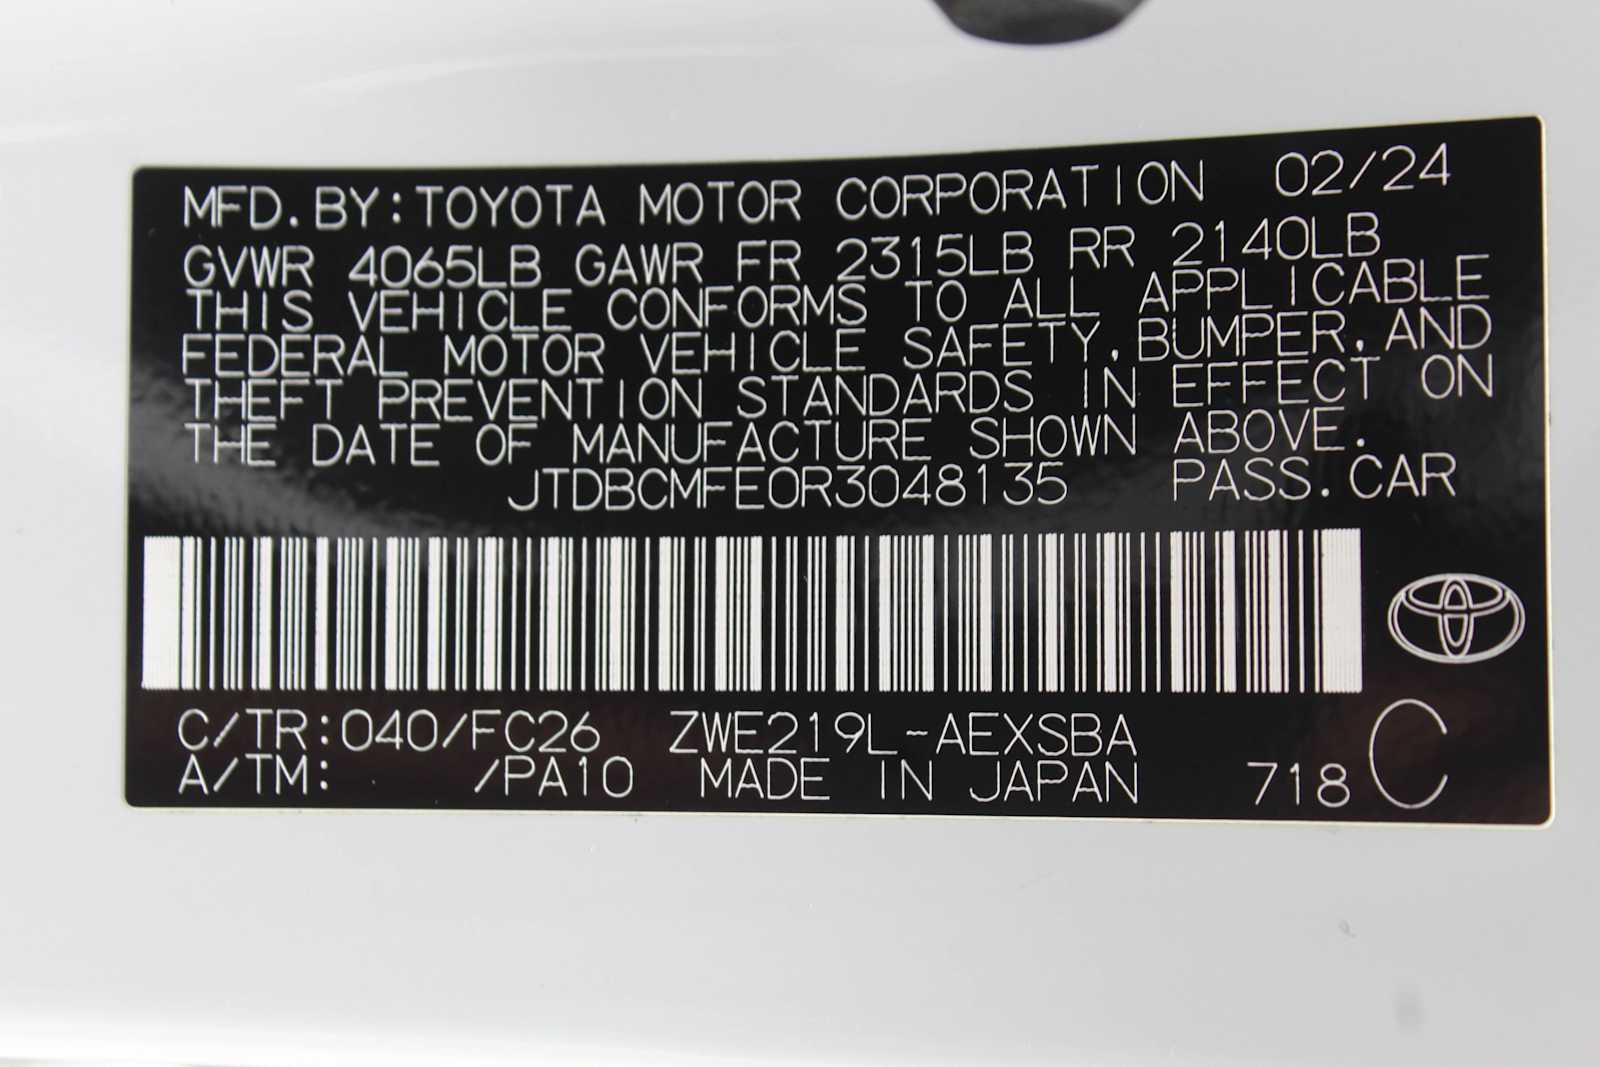 MFD. BY: TOYOTA MOTOR CORPORATION 02/24
GVWR 4065LB GAWR FR 2315LB RR 2140LB
THIS VEHICLE CONFORMS TO ALL APPLICABLE
FEDERAL MOTOR VEHICLE SAFETY, BUMPER, AND
THEFT PREVENTION STANDARDS IN EFFECT ON
THE DATE OF MANUFACTURE SHOWN ABOVE.
JTDBCMFE0R3048135 PASS. CAR
C/TR: 040/FC26 ZWE219L-AEXSBA
A/TM: /PA10 MADE IN JAPAN 718 C